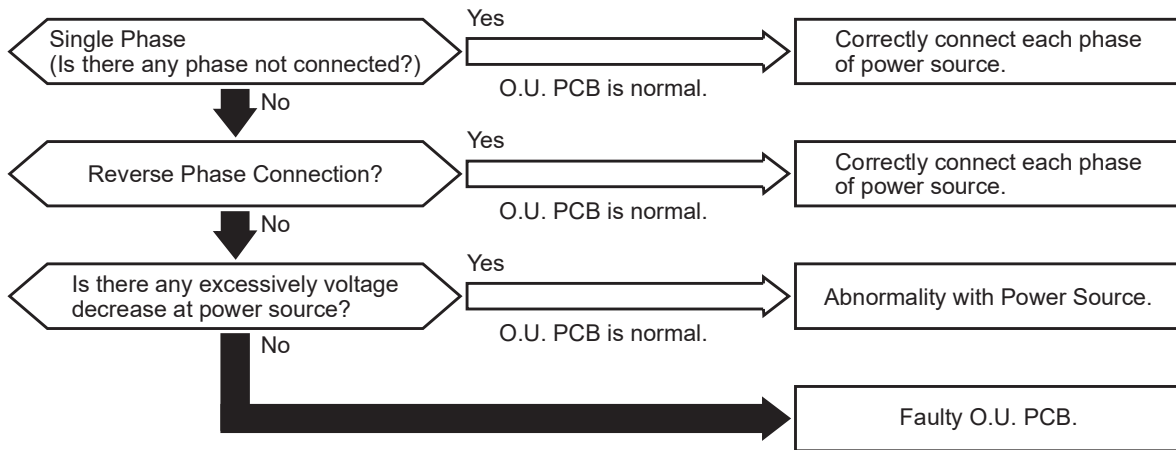 Yes
Single Phase
(Is there any phase not connected?)
Correctly connect each phase
of power source.
O.U. PCB is normal.
No
Yes
Reverse Phase Connection?
Correctly connect each phase
of power source.
O.U. PCB is normal.
No
Yes
Is there any excessively voltage
decrease at power source?
Abnormality with Power Source.
O.U. PCB is normal.
No
Faulty O.U. PCB.